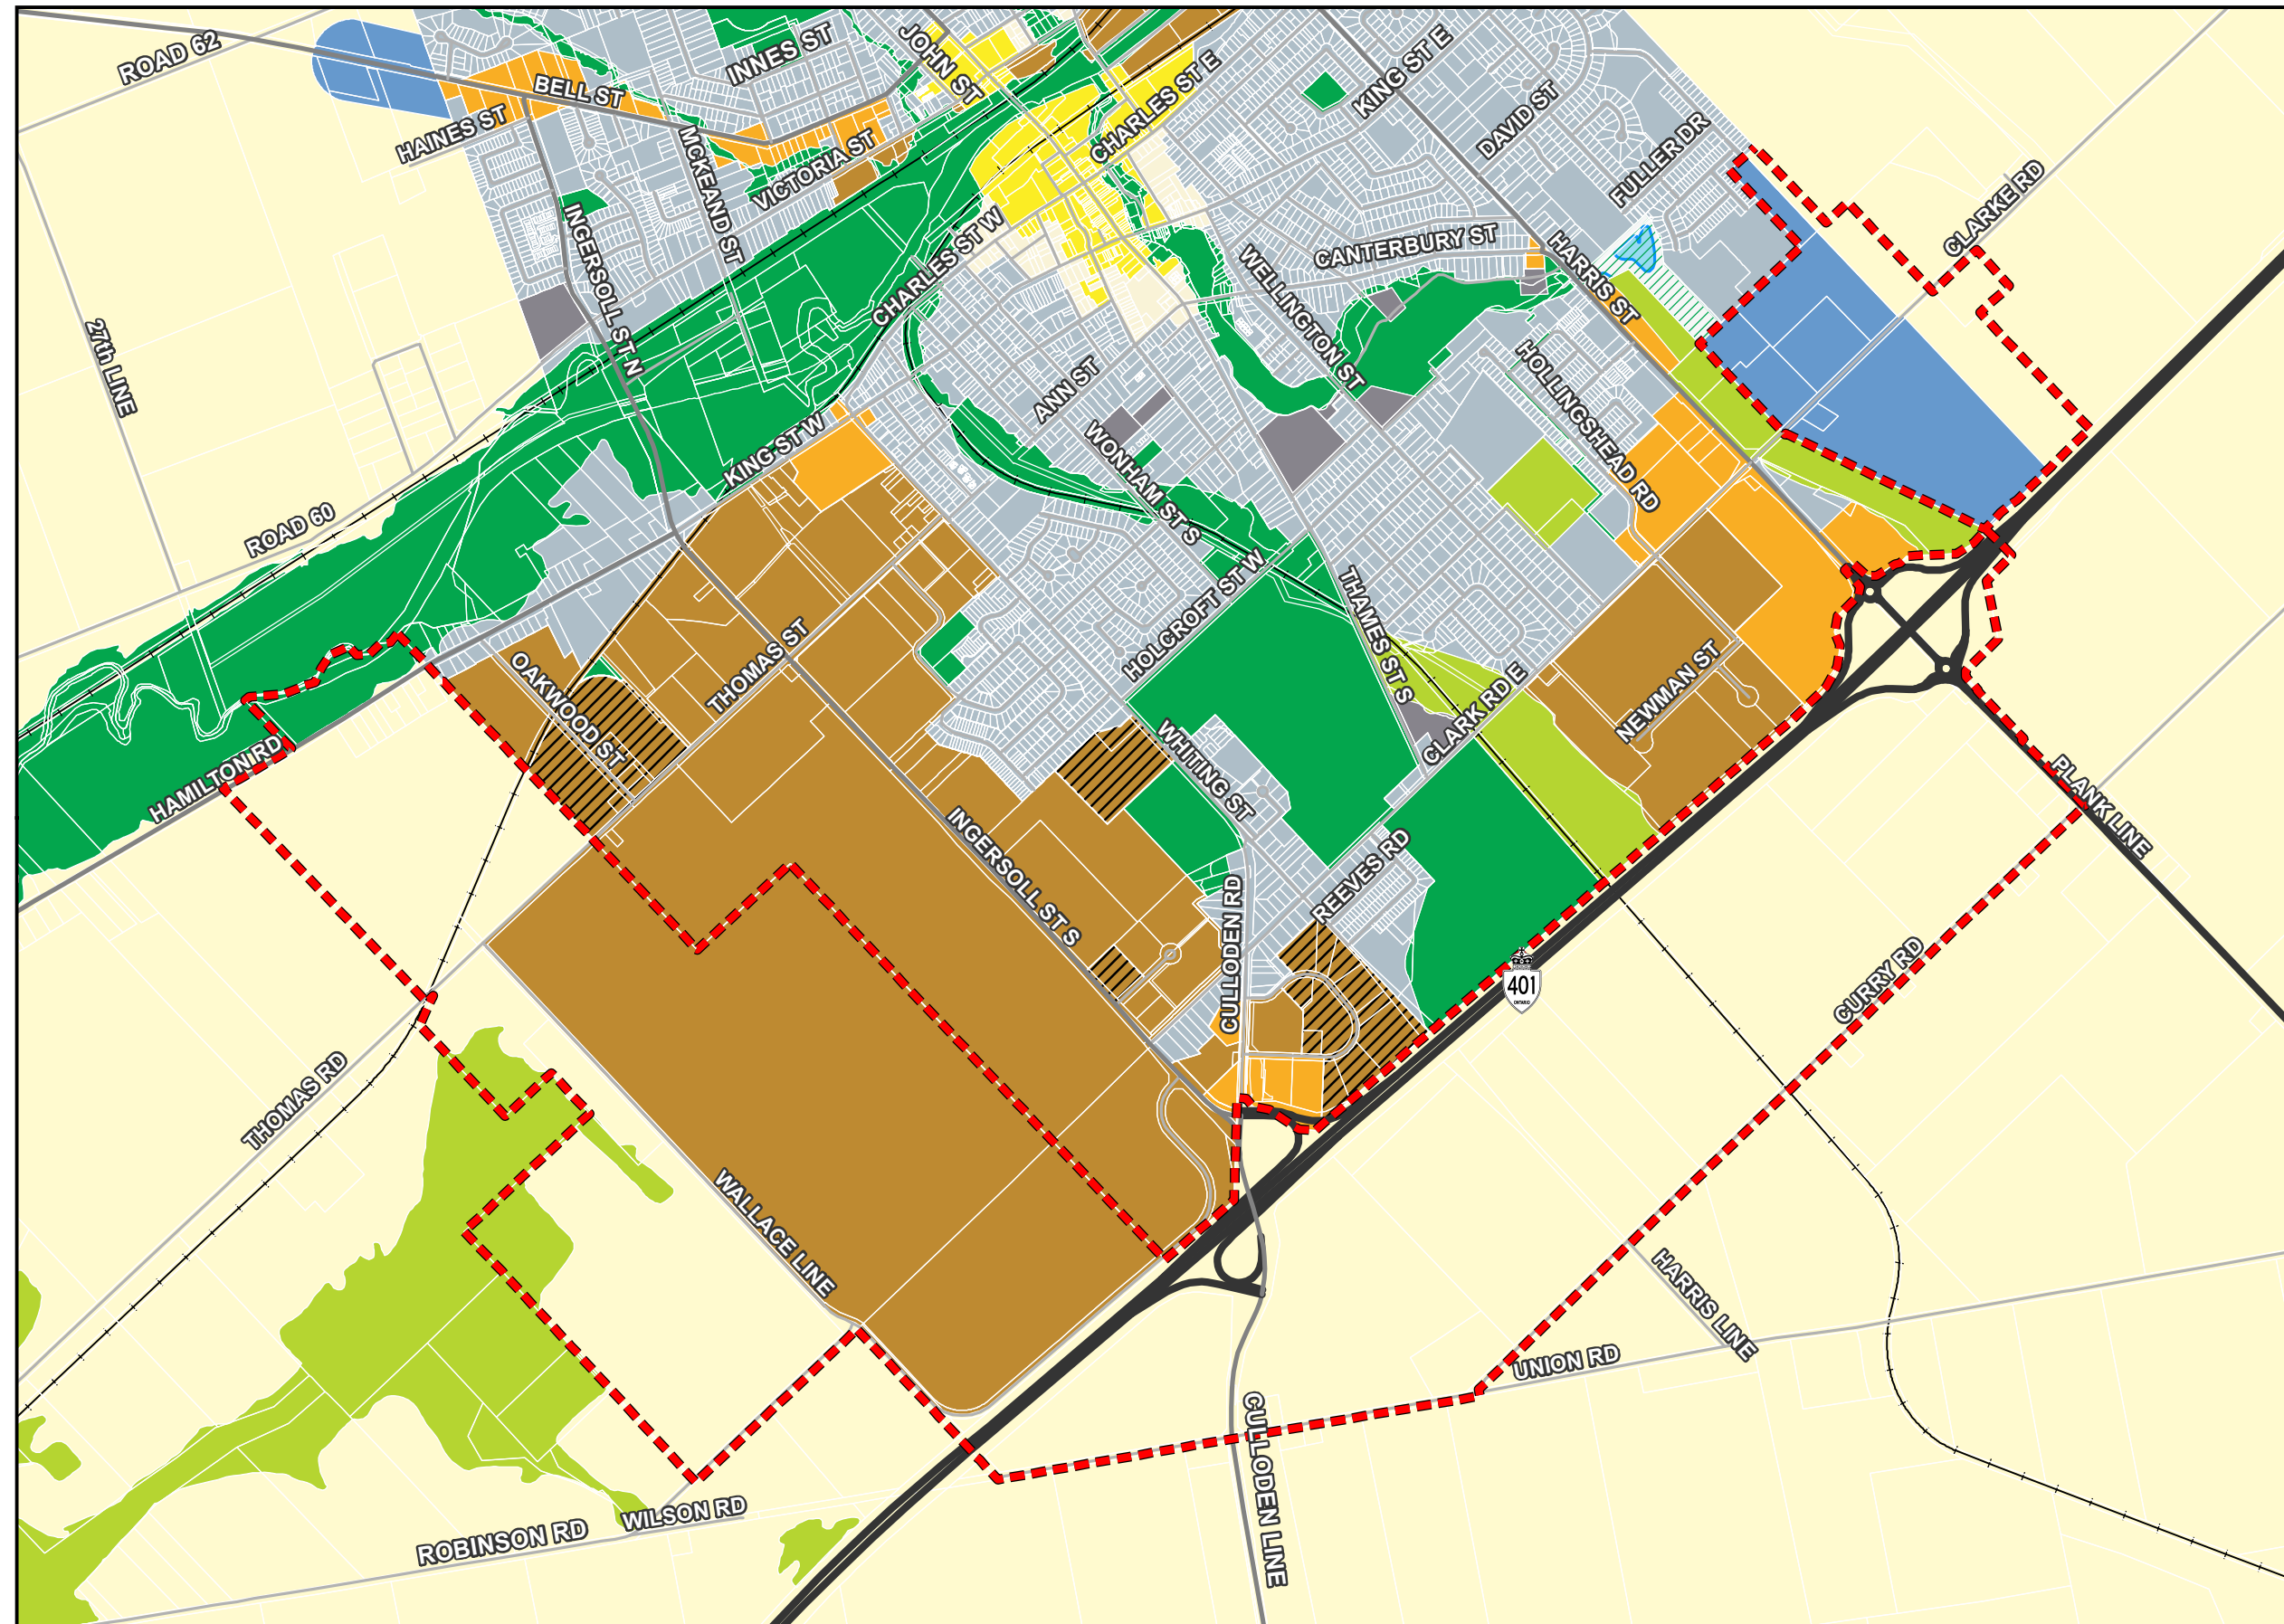 ROAD 62
INNES ST
JOHN ST
BELL ST
HAINES ST
CHARLES ST E
KING ST E
DAVID ST
FULLER DR
MCKEAND ST
VICTORIA ST
CLARKE RD
INGERSOLL ST N
CHARLES ST W
CANTERBURY ST
WELLINGTON ST
HARRIS ST
27th LINE
ANN ST
HOLLINGSHEAD RD
KING ST W
WONHAM ST S
ROAD 60
HOLCROFT ST W
THAMES ST S
OAKWOOD ST
THOMAS ST
NEWMAN ST
CLARK RD E
HAMILTON RD
WHITING ST
PLANK LINE
INGERSOLL ST S
REEVES RD
CULLODEN RD
401
ONTARIO
CURRY RD
THOMAS RD
WALLACE LINE
HARRIS LINE
UNION RD
CULLODEN LINE
WILSON RD
ROBINSON RD